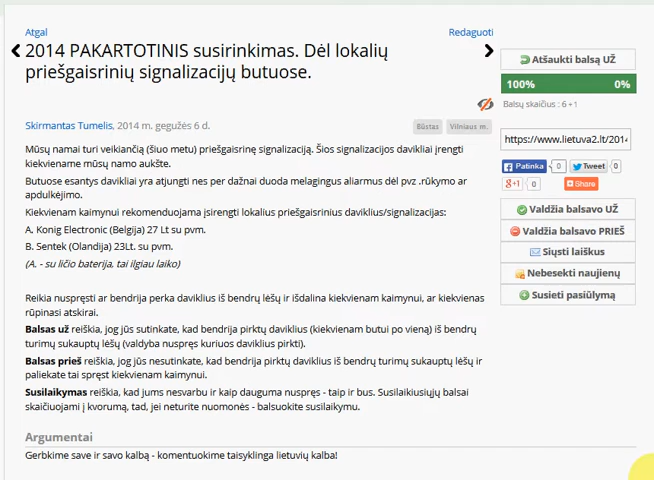 Atgal
Redaguoti
2014 PAKARTOTINIS susirinkimas. Dėl lokalių
priešgaisrinių signalizacijų butuose.
Skirmantas Tumelis, 2014 m. gegužės 6 d.
Būstas
Vilniaus m.
Mūsų namai turi veikiančią (šiuo metu) priešgaisrinę signalizaciją. Šios signalizacijos davikliai įrengti
kiekviename mūsų namo aukšte.
Butuose esantys davikliai yra atjungti nes per dažnai duoda melagingus aliarmus dėl pvz .rūkymo ar
apdulkėjimo.
Kiekvienam kaimynui rekomenduojama įsirengti lokalius priešgaisrinius daviklius/signalizacijas:
A. Konig Electronic (Belgija) 27 Lt su pvm.
B. Sentek (Olandija) 23Lt. su pvm.
(A. - su ličio baterija, tai ilgiau laiko)
Reikia nuspręsti ar bendrija perka daviklius iš bendrų lėšų ir išdalina kiekvienam kaimynui, ar kiekvienas
rūpinasi atskirai.
Balsas už reiškia, jog jūs sutinkate, kad bendrija pirktų daviklius (kiekvienam butui po vieną) iš bendrų
turimų sukauptų lėšų (valdyba nuspręs kuriuos daviklius pirkti).
Balsas prieš reiškia, jog jūs nesutinkate, kad bendrija pirktų daviklius iš bendrų turimų sukauptų lėšų ir
paliekate tai spręst kiekvienam kaimynui.
Susilaikymas reiškia, kad jums nesvarbu ir kaip dauguma nuspręs - taip ir bus. Susilaikiusiųjų balsai
skaičiuojami į kvorumą, tad, jei neturite nuomonės - balsuokite susilaikymu.
Argumentai
Gerbkime save ir savo kalbą - komentuokime taisyklinga lietuvių kalba!
Atšaukti balsą UŽ
100% 0%
Balsų skaičius : 6 + 1
https://www.lietuva2.lt/201
Patinka 0 Tweet 0
g+1 0 Share
Valdžia balsavo UŽ
Valdžia balsavo PRIEŠ
Siųsti laiškus
Nebesekti naujienų
Susieti pasiūlymą